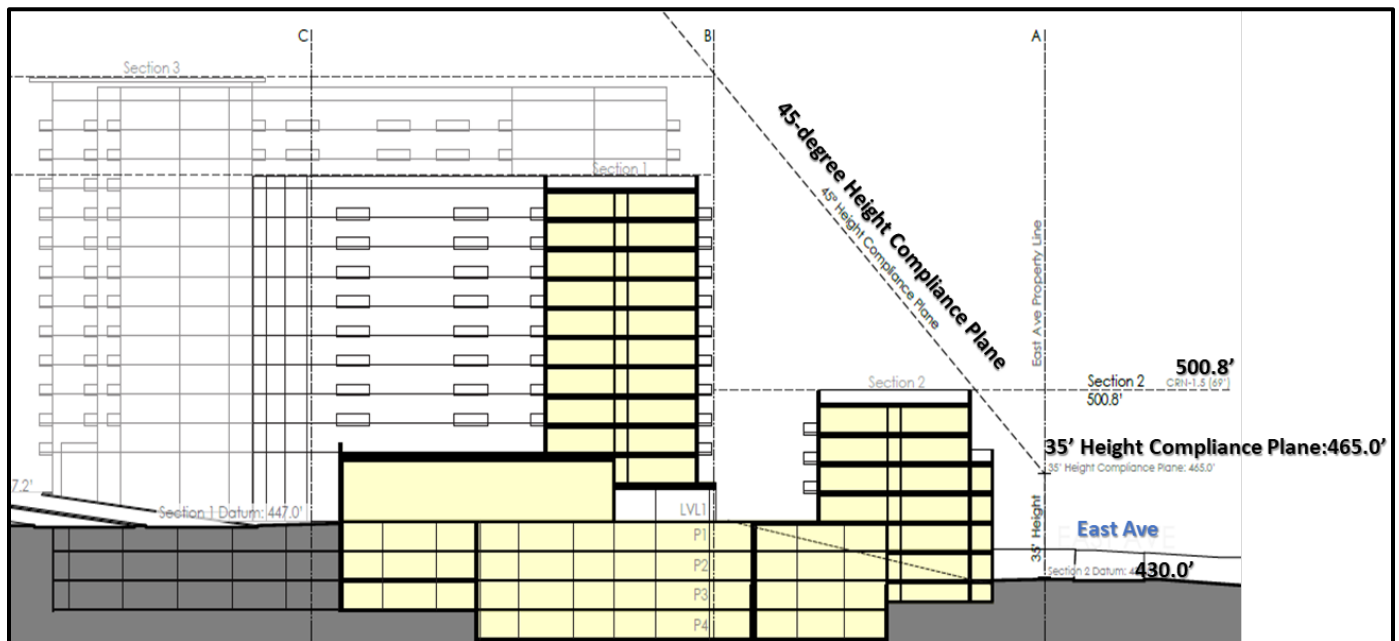 C
B
A
Section 3
Section 1
45-degree Height Compliance Plane
45° Height Compliance Plane
East Ave Property Line
Section 2
Section 2
500.8'
CRN-1.5 (69')
500.8'
35' Height Compliance Plane:465.0'
35' Height Compliance Plane: 465.0'
7.2'
Section 1 Datum: 447.0'
LVL1
P1
P2
P3
P4
35' Height
East Ave
Section 2 Datum: 4
430.0'